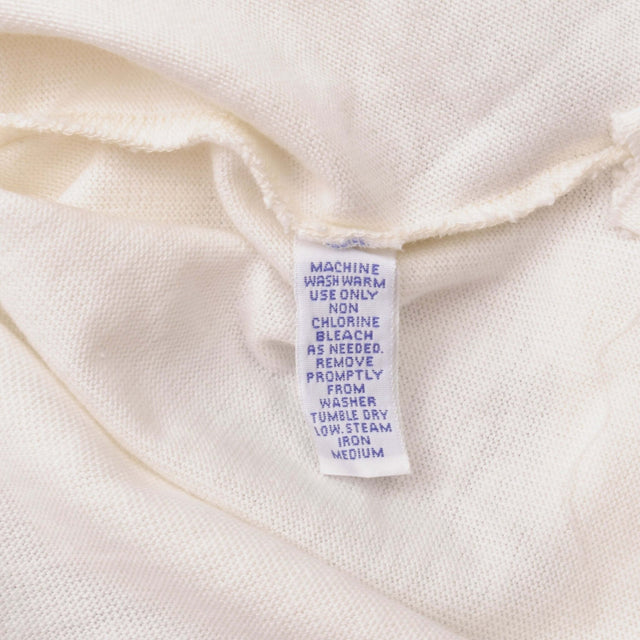 MACHINE
WASH WARM
USE ONLY
NON
CHLORINE
BLEACH
AS NEEDED.
REMOVE
PROMPTLY
FROM
WASHER
TUMBLE DRY
LOW. STEAM
IRON
MEDIUM